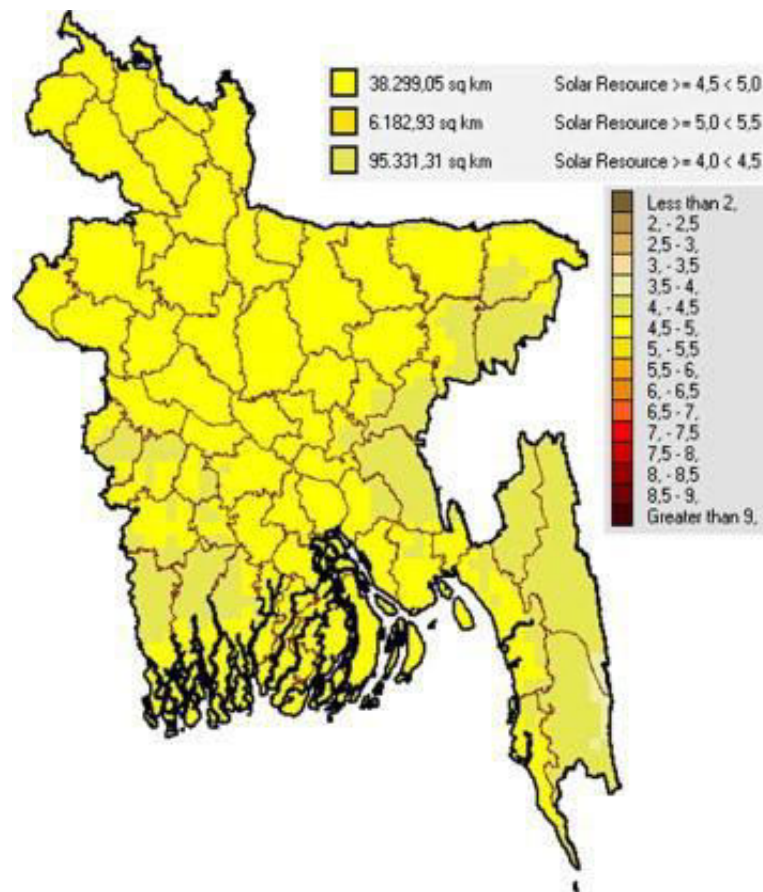 38.299,05 sq km Solar Resource >= 4,5 < 5,0
6.182,93 sq km Solar Resource >= 5,0 < 5,5
95.331,31 sq km Solar Resource >= 4,0 < 4,5
Less than 2,
2, - 2,5
2,5 - 3,
3, - 3,5
3,5 - 4,
4, - 4,5
4,5 - 5,
5, - 5,5
5,5 - 6,
6, - 6,5
6,5 - 7,
7, - 7,5
7,5 - 8,
8, - 8,5
8,5 - 9,
Greater than 9,